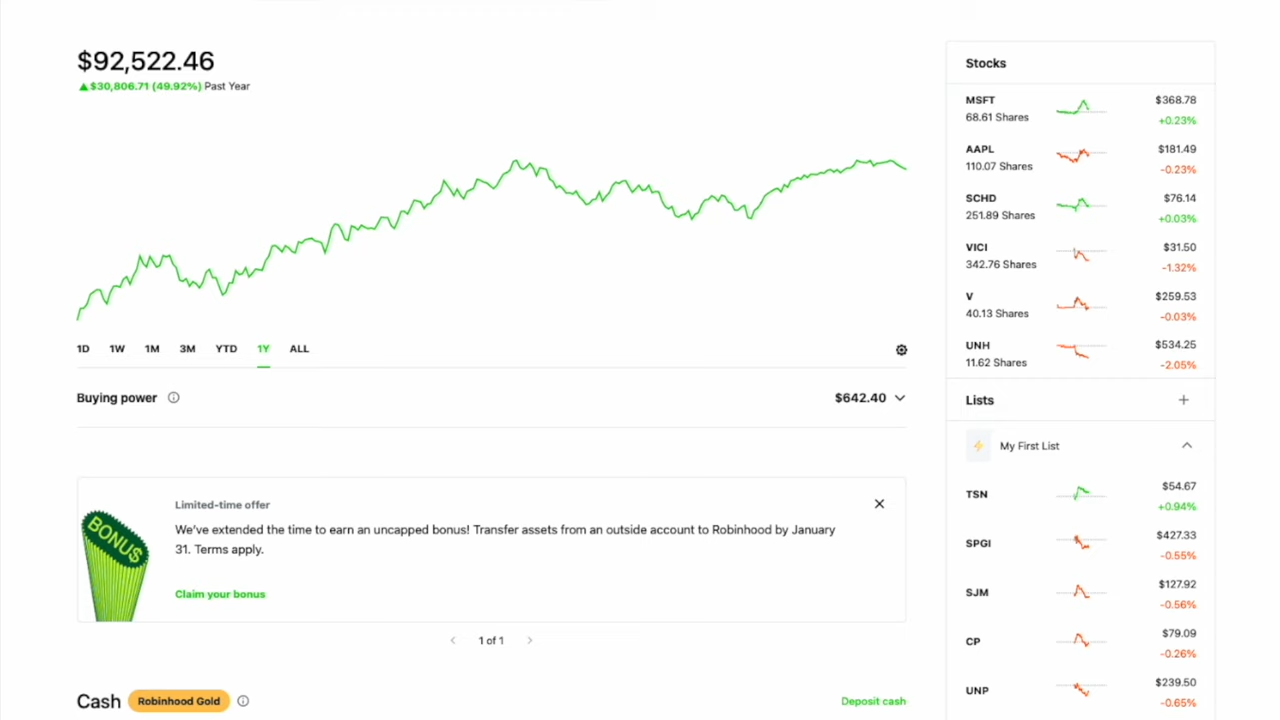 $92,522.46
▲$30,806.71 (49.92%) Past Year
1D 1W 1M 3M YTD 1Y ALL
Buying power
$642.40
BONUS
Limited-time offer
We've extended the time to earn an uncapped bonus! Transfer assets from an outside account to Robinhood by January
31. Terms apply.
Claim your bonus
1 of 1
Cash Robinhood Gold
Deposit cash
Stocks
MSFT $368.78
68.61 Shares +0.23%
AAPL $181.49
110.07 Shares -0.23%
SCHD $76.14
251.89 Shares +0.03%
VICI $31.50
342.76 Shares -1.32%
V $259.53
40.13 Shares -0.03%
UNH $534.25
11.62 Shares -2.05%
Lists
My First List
TSN $54.67
+0.94%
SPGI $427.33
-0.55%
SJM $127.92
-0.56%
CP $79.09
-0.26%
UNP $239.50
-0.65%